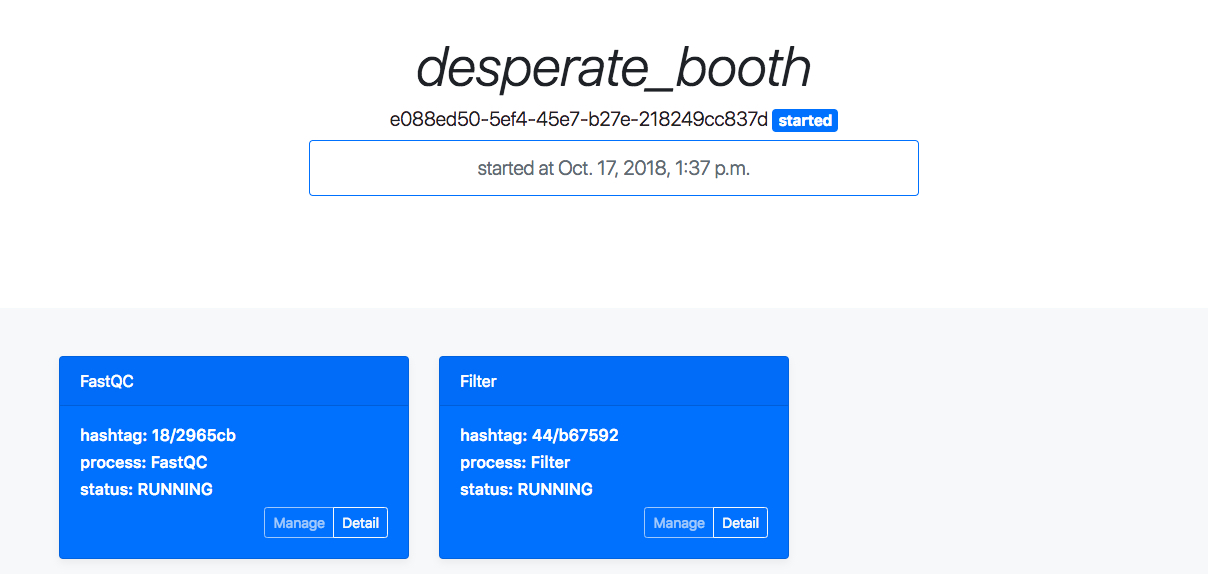 desperate_booth
e088ed50-5ef4-45e7-b27e-218249cc837d started
started at Oct. 17, 2018, 1:37 p.m.
FastQC
hashtag: 18/2965cb
process: FastQC
status: RUNNING
Manage Detail
Filter
hashtag: 44/b67592
process: Filter
status: RUNNING
Manage Detail